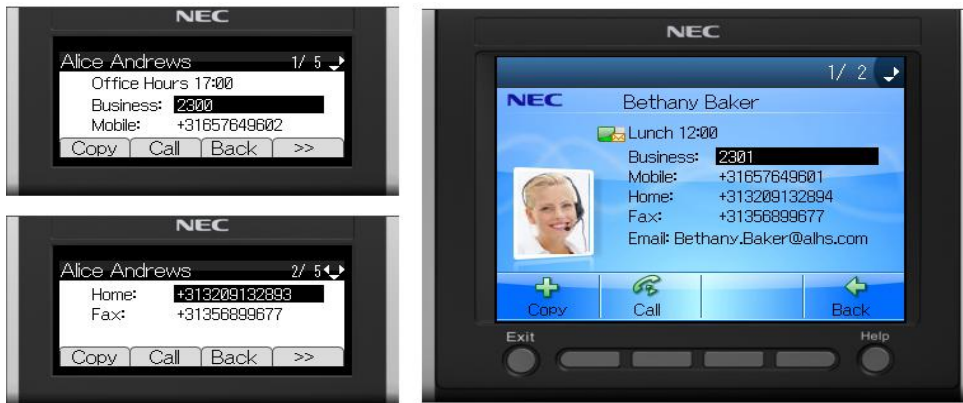 NEC
Alice Andrews 1/ 5
Office Hours 17:00
Business: 2300
Mobile: +31657649602
Copy Call Back >>
NEC
Alice Andrews 2/ 5
Home: +313209132893
Fax: +31356899677
Copy Call Back >>
NEC
1/ 2
NEC Bethany Baker
Lunch 12:00
Business: 2301
Mobile: +31657649601
Home: +313209132894
Fax: +31356899677
Email: Bethany.Baker@alhs.com
Copy Call Back
Exit Help